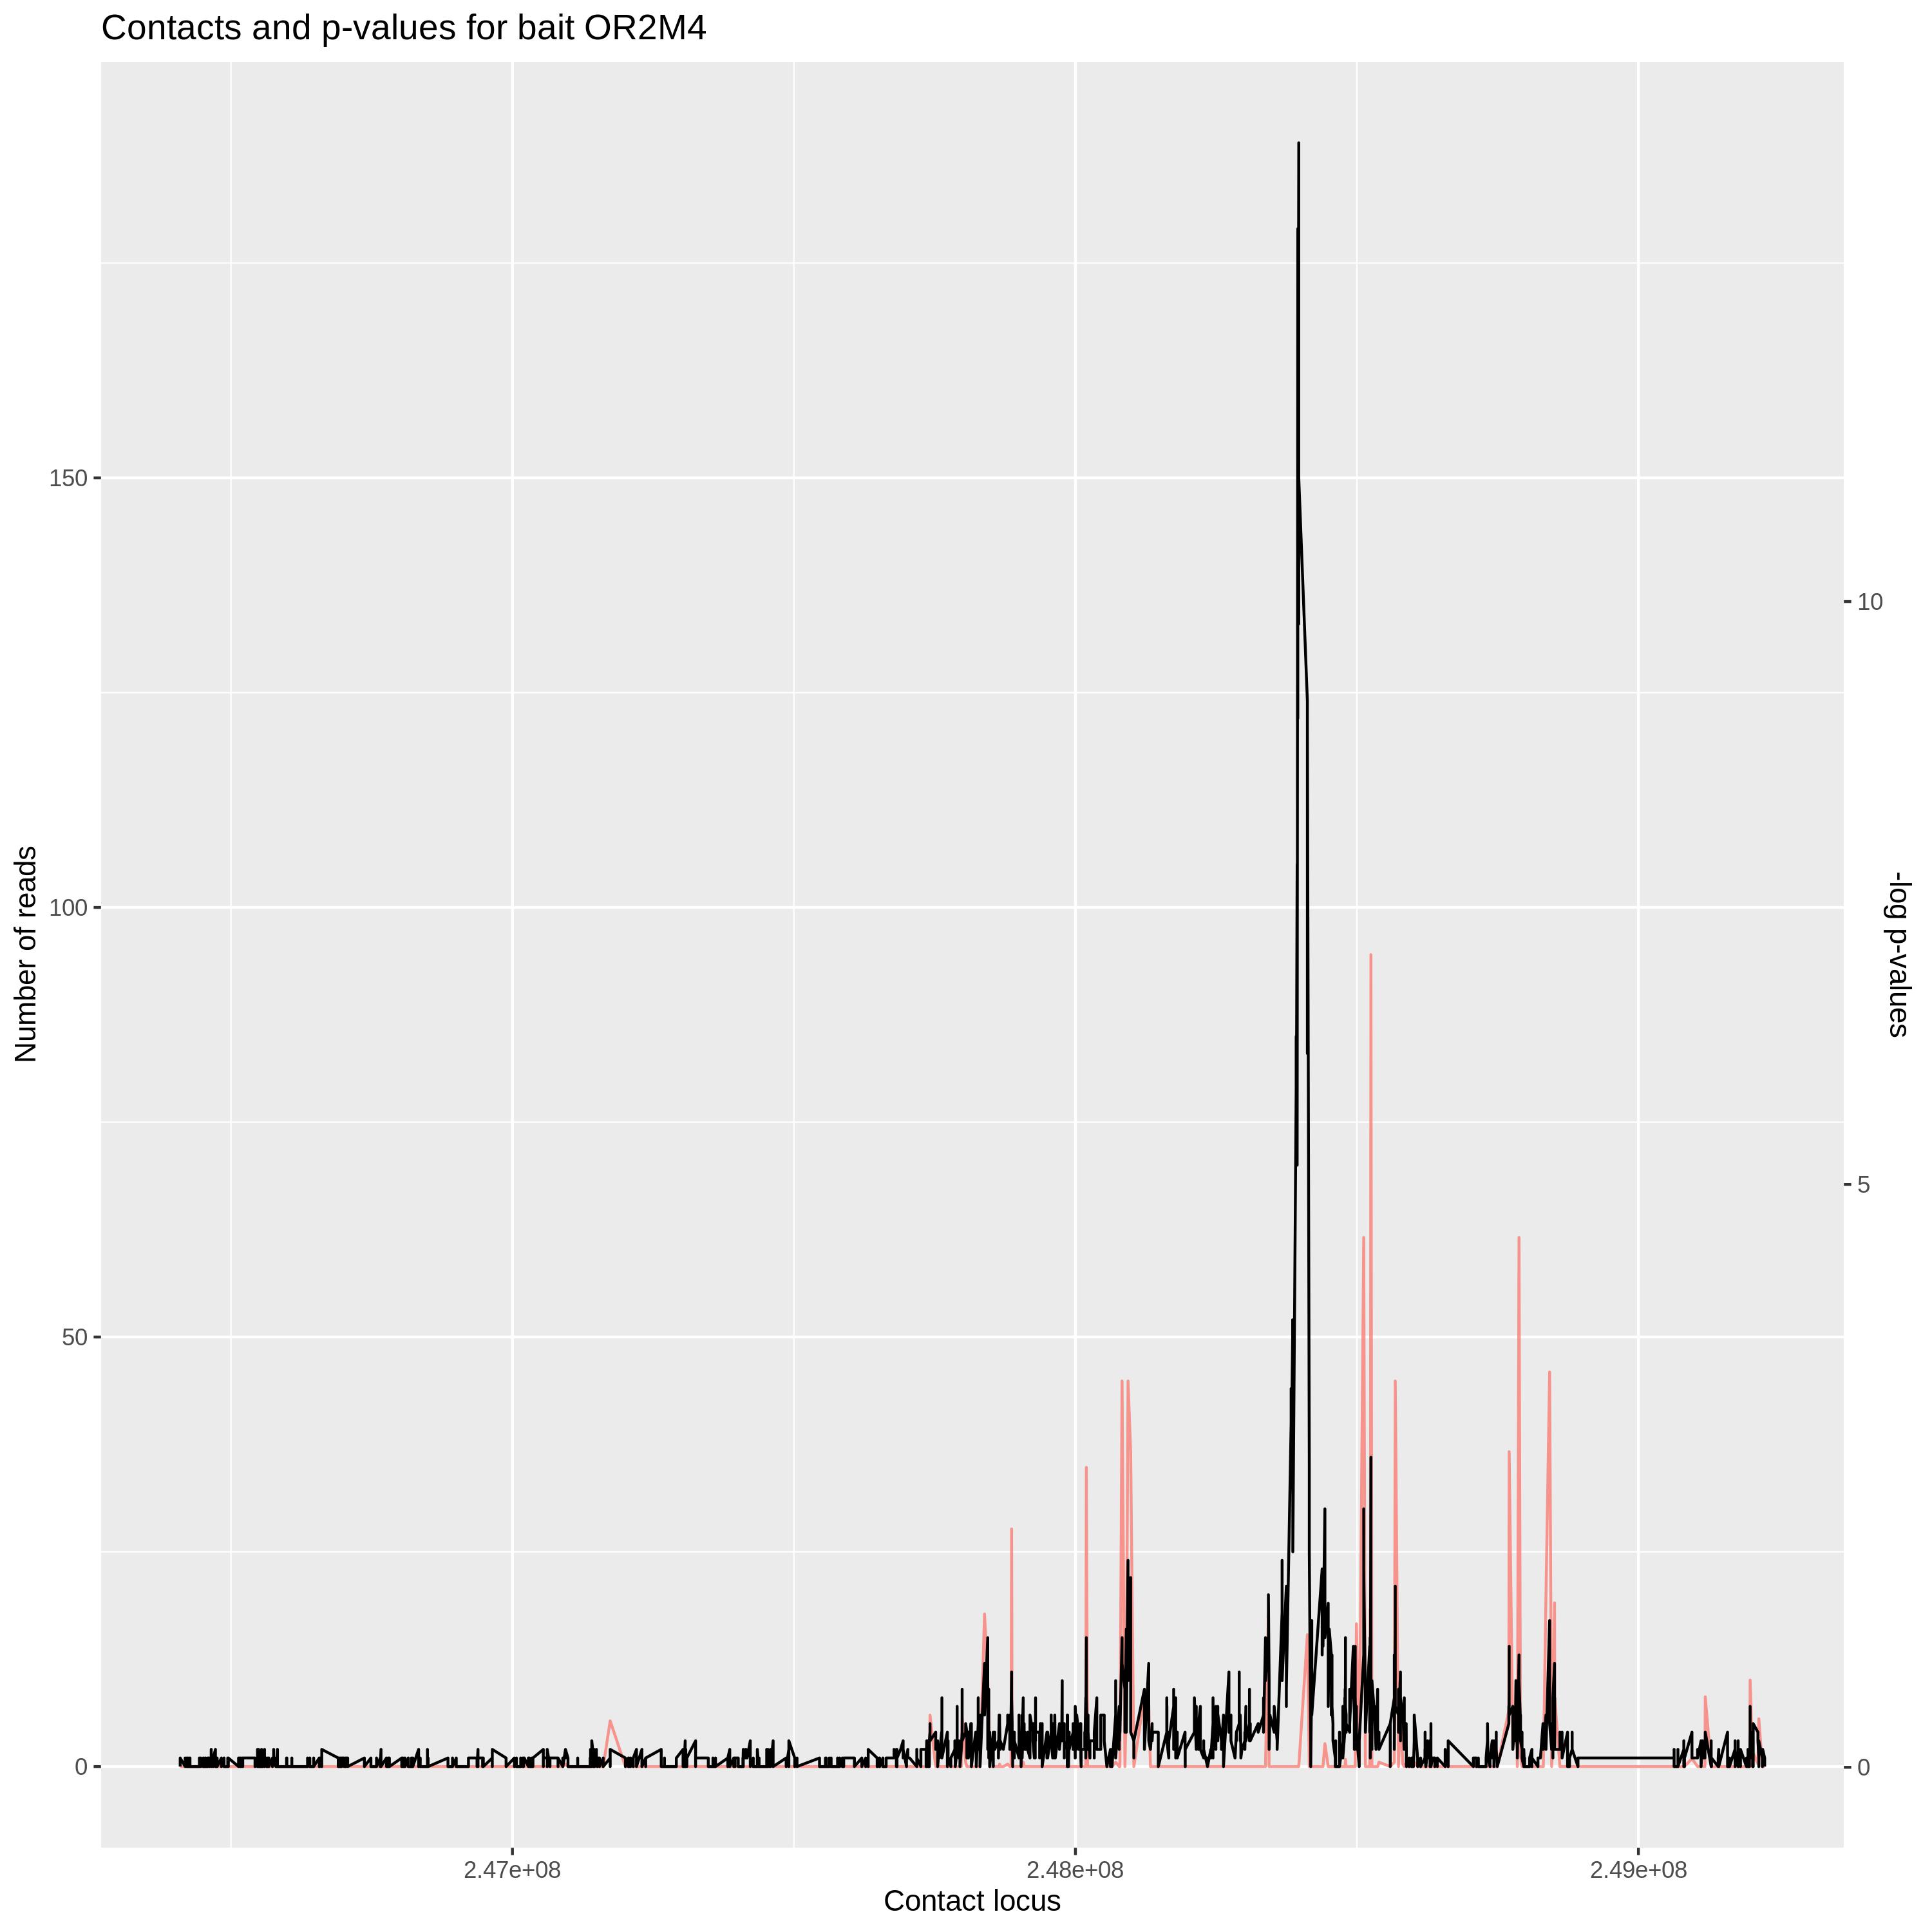 Contacts and p-values for bait OR2M4
Number of reads
150
100
50
0
10
5
0
-log p-values
2.47e+08
2.48e+08
2.49e+08
Contact locus